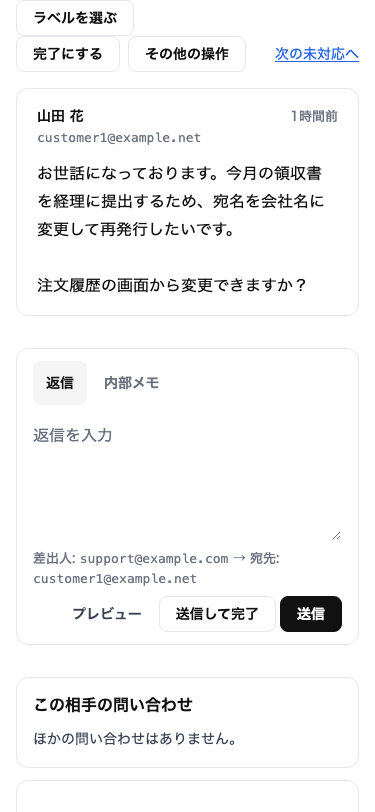 ラベルを選ぶ
完了にする その他の操作 次の未対応へ
山田 花 1時間前
customer1@example.net
お世話になっております。今月の領収書
を経理に提出するため、宛名を会社名に
変更して再発行したいです。
注文履歴の画面から変更できますか？
返信 内部メモ
返信を入力
差出人: support@example.com → 宛先:
customer1@example.net
プレビュー 送信して完了 送信
この相手の問い合わせ
ほかの問い合わせはありません。